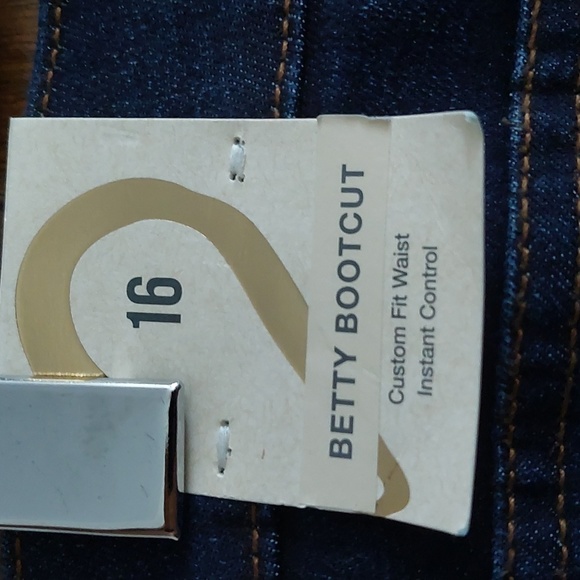 16
BETTY BOOTCUT
Custom Fit Waist
Instant Control